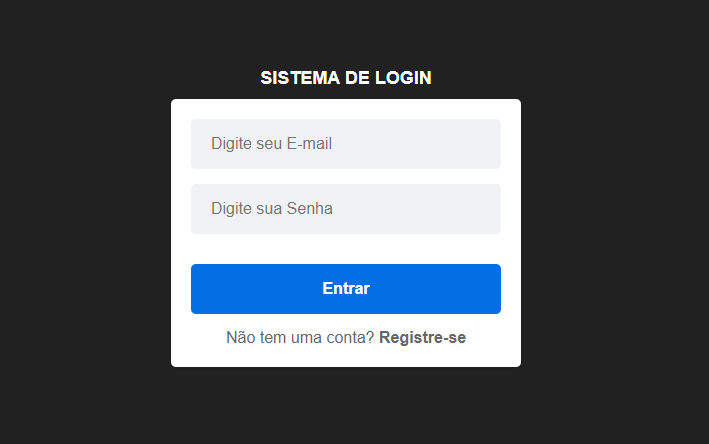 SISTEMA DE LOGIN
Digite seu E-mail
Digite sua Senha
Entrar
Não tem uma conta? Registre-se